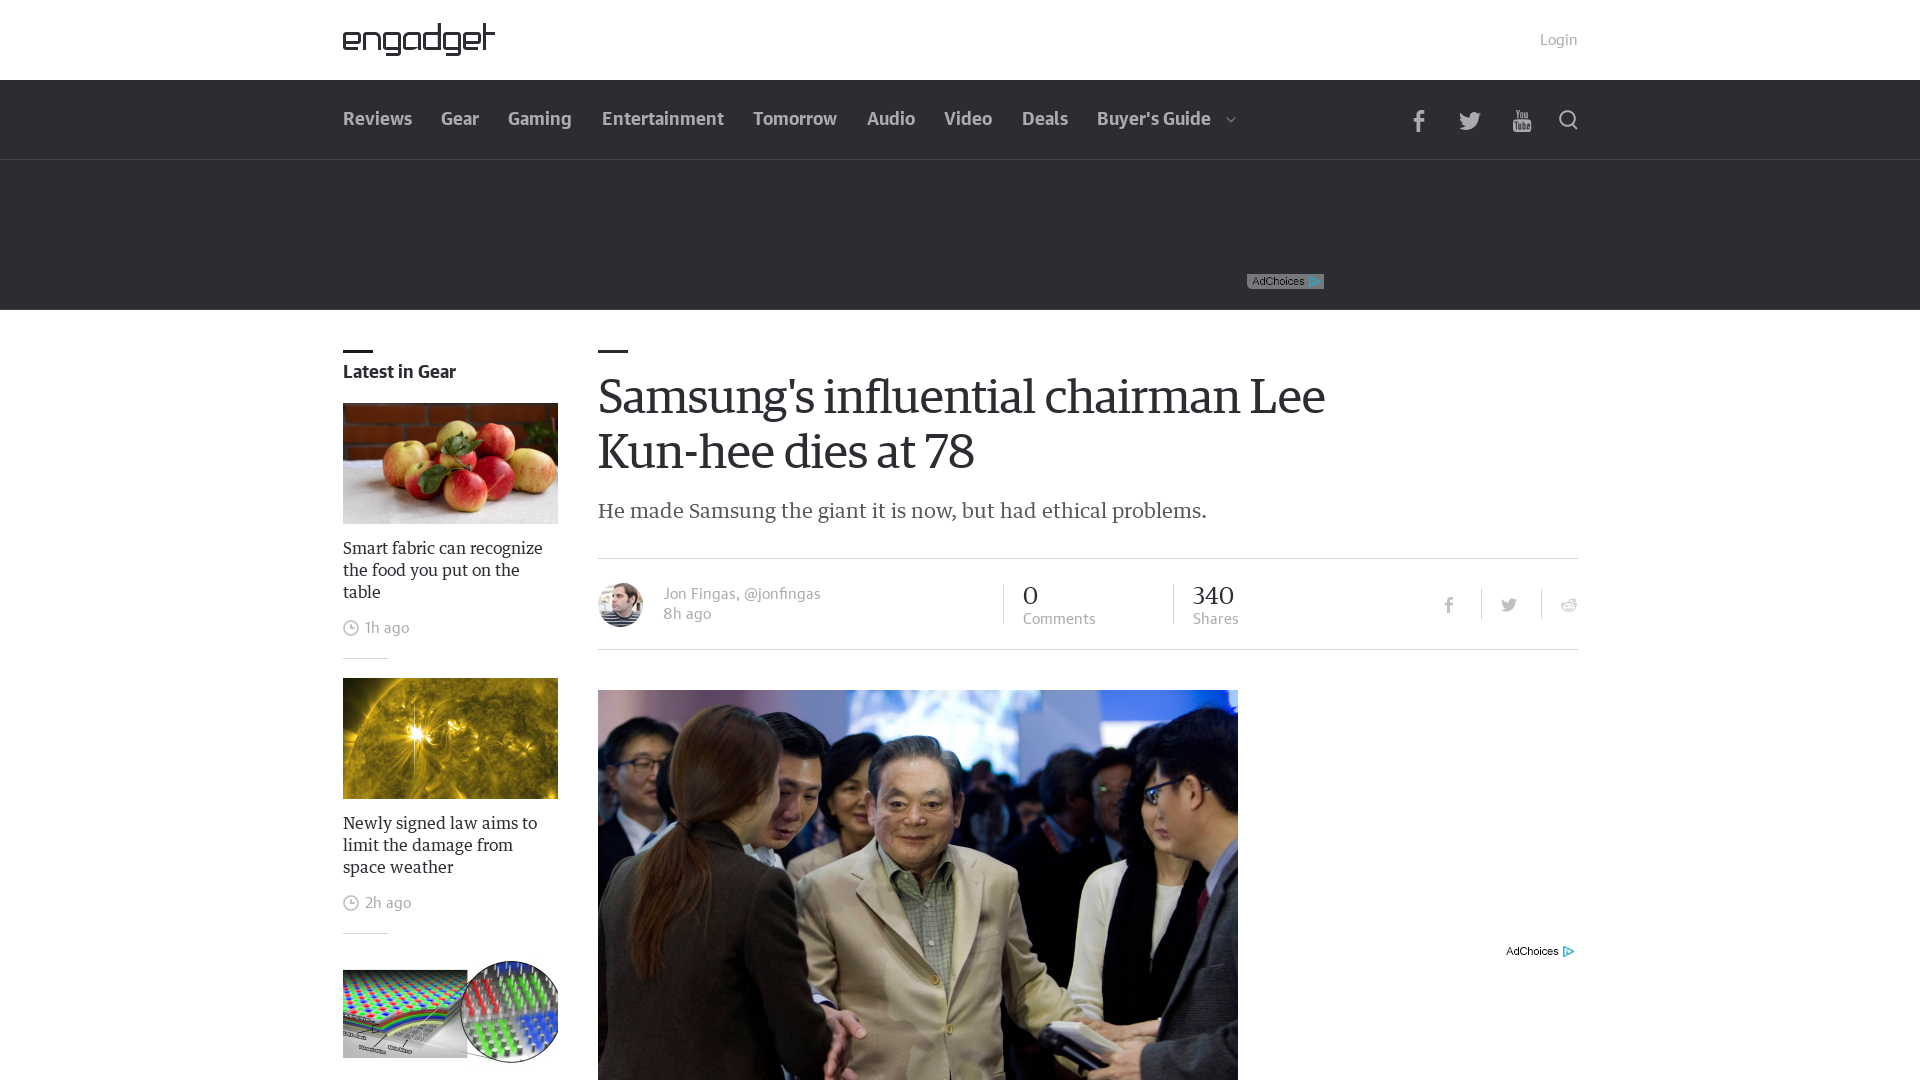 engadget
Login
Reviews Gear Gaming Entertainment Tomorrow Audio Video Deals Buyer's Guide
You Tube
AdChoices
Latest in Gear
Smart fabric can recognize
the food you put on the
table
1h ago
Newly signed law aims to
limit the damage from
space weather
2h ago
Samsung's influential chairman Lee
Kun-hee dies at 78
He made Samsung the giant it is now, but had ethical problems.
Jon Fingas, @jonfingas
8h ago
0
Comments
340
Shares
AdChoices